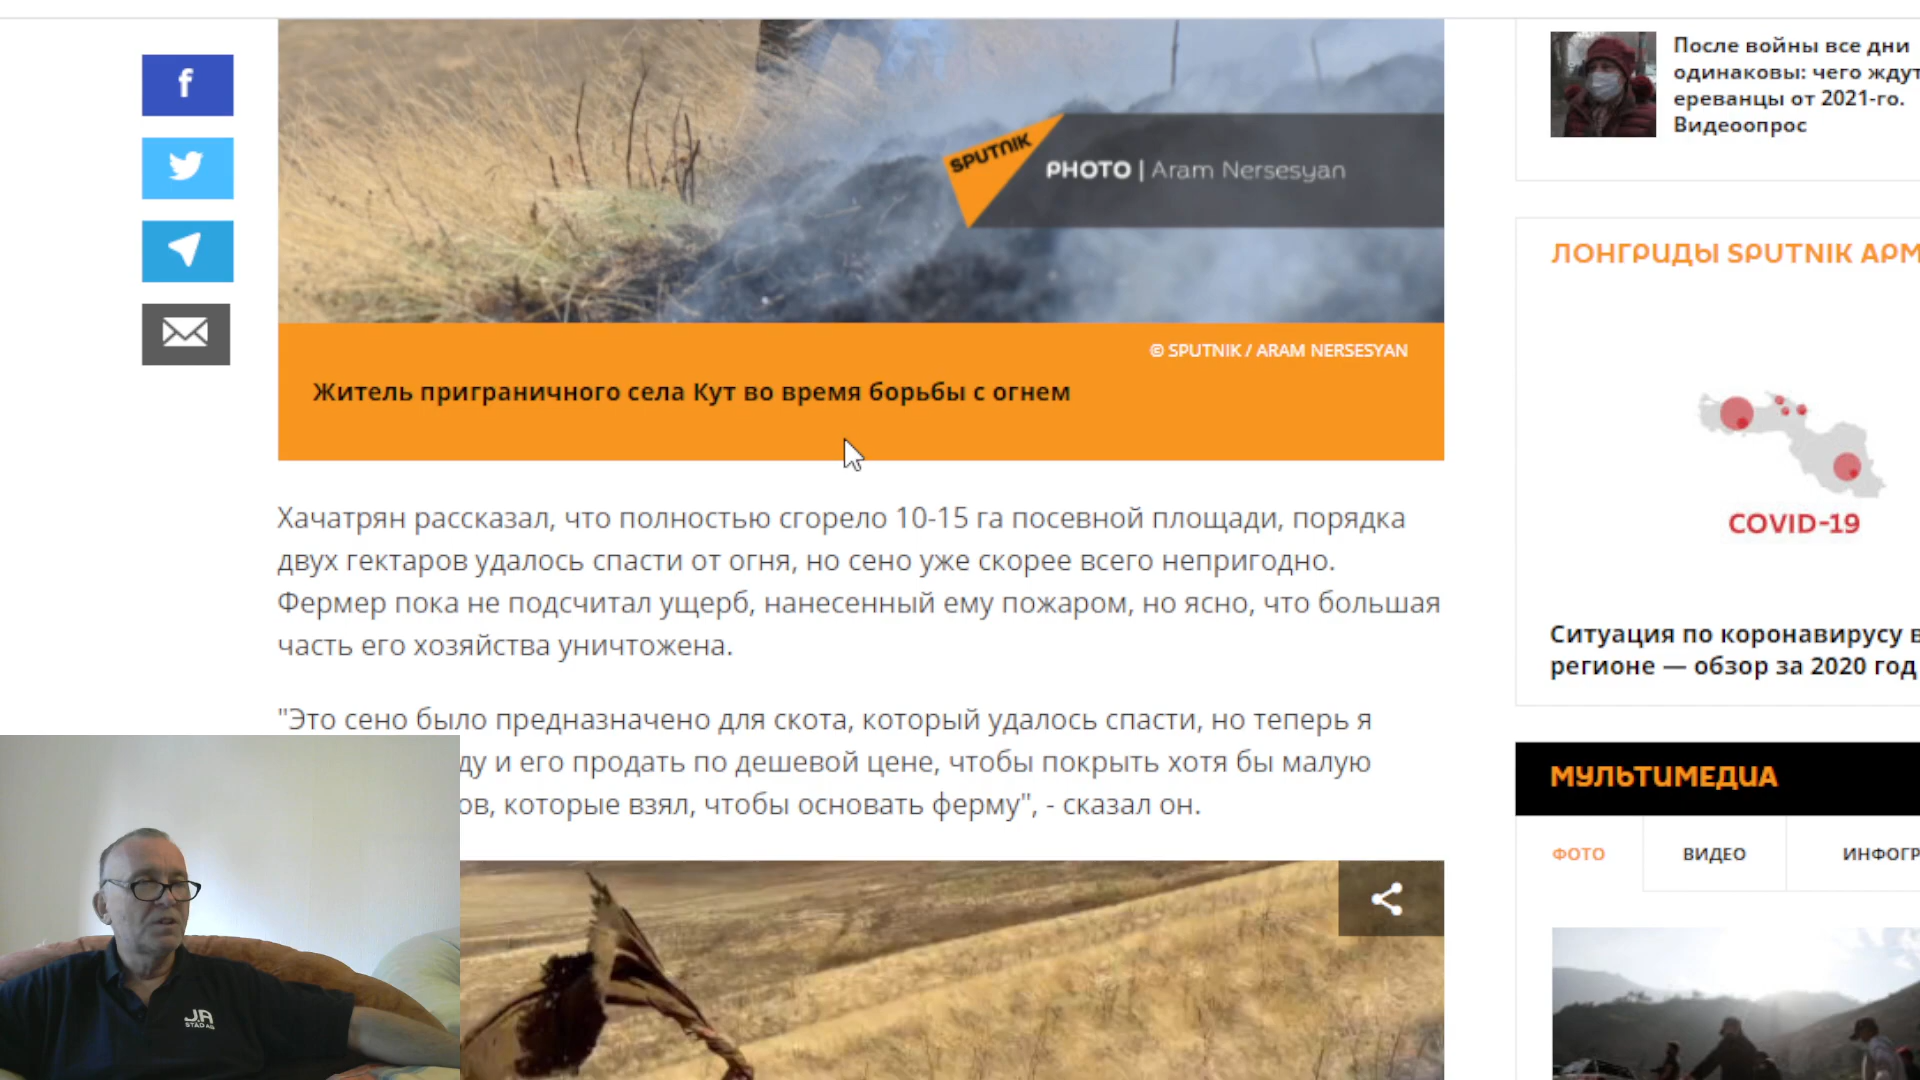 f
SPUTNIK
PHOTO | Aram Nersesyan
© SPUTNIK / ARAM NERSESYAN
Житель приграничного села Кут во время борьбы с огнем
Хачатрян рассказал, что полностью сгорело 10-15 га посевной площади, порядка
двух гектаров удалось спасти от огня, но сено уже скорее всего непригодно.
Фермер пока не подсчитал ущерб, нанесенный ему пожаром, но ясно, что большая
часть его хозяйства уничтожена.
"Это сено было предназначено для скота, который удалось спасти, но теперь я
ду и его продать по дешевой цене, чтобы покрыть хотя бы малую
ов, которые взял, чтобы основать ферму", - сказал он.
После войны все дни
одинаковы: чего ждут
ереванцы от 2021-го.
Видеоопрос
ЛОНГРИДЫ SPUTNIK АРМ
COVID-19
Ситуация по коронавирусу в
регионе — обзор за 2020 год
МУЛЬТИМЕДИА
ФОТО
ВИДЕО
ИНФОГР
JA
STÄD AB